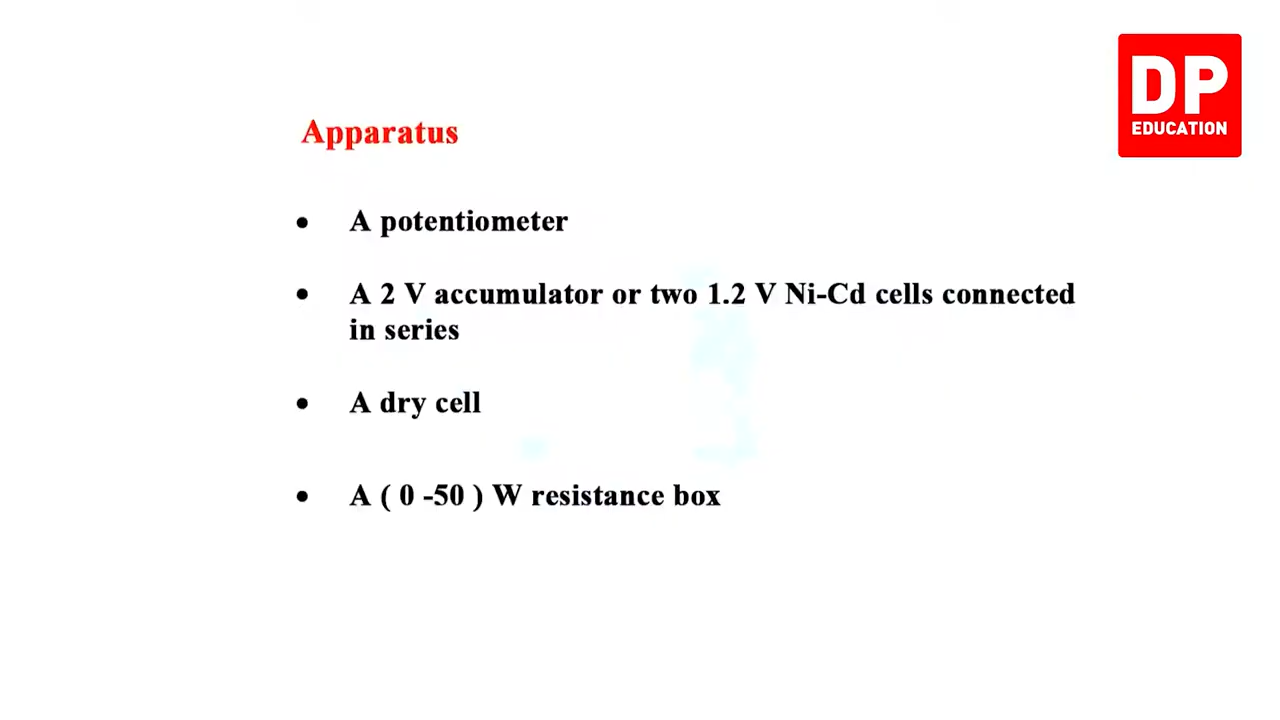 DP
EDUCATION
Apparatus
• A potentiometer
• A 2 V accumulator or two 1.2 V Ni-Cd cells connected
in series
• A dry cell
• A ( 0 -50 ) W resistance box